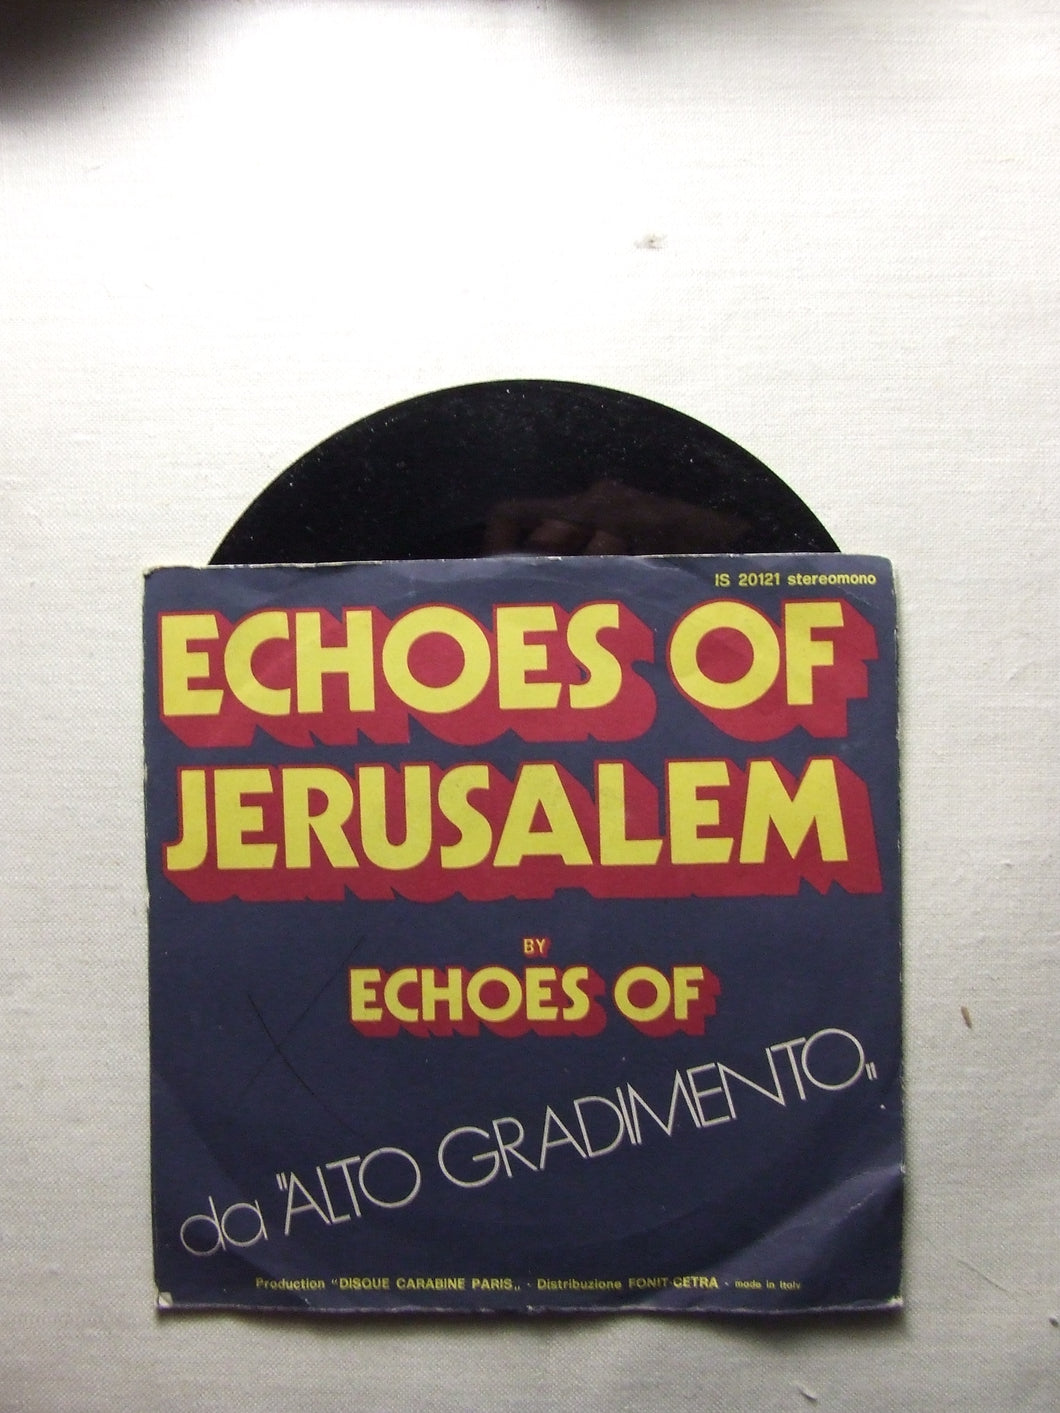 IS 20121 stereomono
ECHOES OF
JERUSALEM
BY
ECHOES OF
da "ALTO GRADIMENTO„
Production "DISQUE CARABINE PARIS„ - Distribuzione FONIT-CETRA - made in Italy